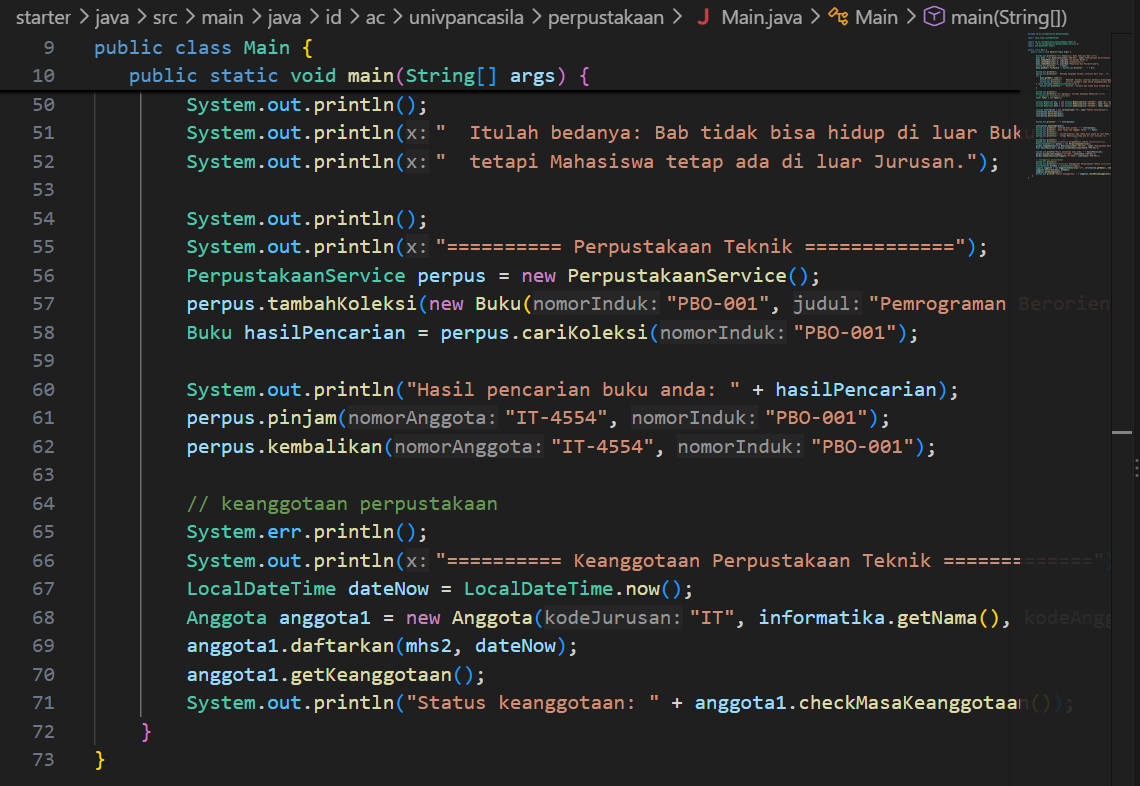 starter > java > src > main > java > id > ac > univpancasila > perpustakaan > J Main.java > Main > main(String[])
9 public class Main {
10 public static void main(String[] args) {
50 System.out.println();
51 System.out.println(x: "  Itulah bedanya: Bab tidak bisa hidup di luar Buku
52 System.out.println(x: "  tetapi Mahasiswa tetap ada di luar Jurusan.");
53
54 System.out.println();
55 System.out.println(x: "========== Perpustakaan Teknik =============");
56 PerpustakaanService perpus = new PerpustakaanService();
57 perpus.tambahKoleksi(new Buku(nomorInduk: "PBO-001", judul: "Pemrograman Berorien
58 Buku hasilPencarian = perpus.cariKoleksi(nomorInduk: "PBO-001");
59
60 System.out.println("Hasil pencarian buku anda: " + hasilPencarian);
61 perpus.pinjam(nomorAnggota: "IT-4554", nomorInduk: "PBO-001");
62 perpus.kembalikan(nomorAnggota: "IT-4554", nomorInduk: "PBO-001");
63
64 // keanggotaan perpustakaan
65 System.err.println();
66 System.out.println(x: "========== Keanggotaan Perpustakaan Teknik =============")
67 LocalDateTime dateNow = LocalDateTime.now();
68 Anggota anggota1 = new Anggota(kodeJurusan: "IT", informatika.getNama(), kodeAngg
69 anggota1.daftarkan(mhs2, dateNow);
70 anggota1.getKeanggotaan();
71 System.out.println("Status keanggotaan: " + anggota1.checkMasaKeanggotaan());
72 }
73 }